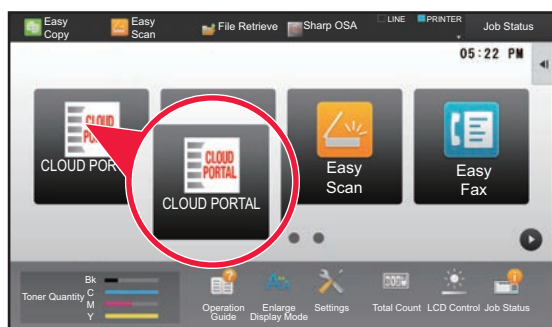 Easy Copy
Easy Scan
File Retrieve
Sharp OSA
LINE
PRINTER
Job Status
05:22 PM
CLOUD PORTAL
CLOUD POR
CLOUD PORTAL
CLOUD PORTAL
Easy Scan
Easy Fax
Toner Quantity
Bk
C
M
Y
Operation Guide
Enlarge Display Mode
Settings
Total Count
LCD Control
Job Status